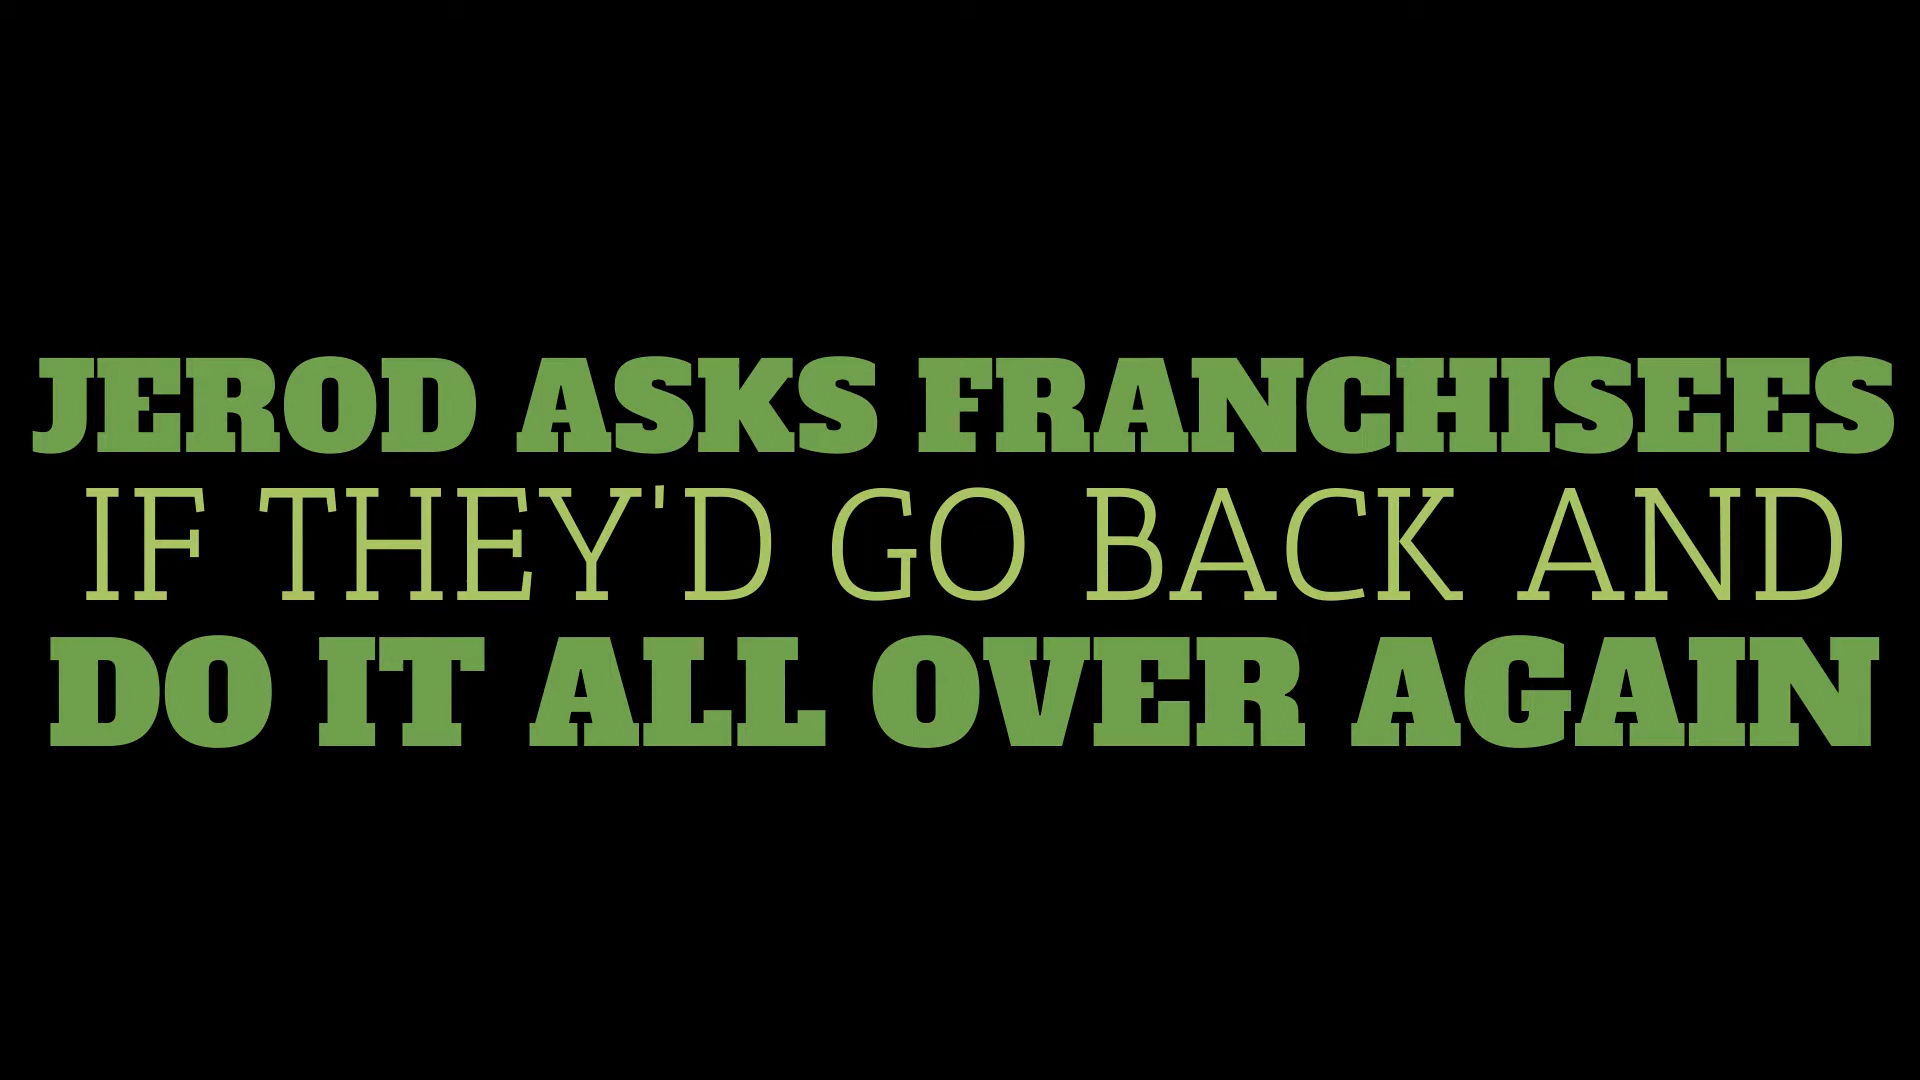 JEROD ASKS FRANCHISEES
IF THEY'D GO BACK AND
DO IT ALL OVER AGAIN